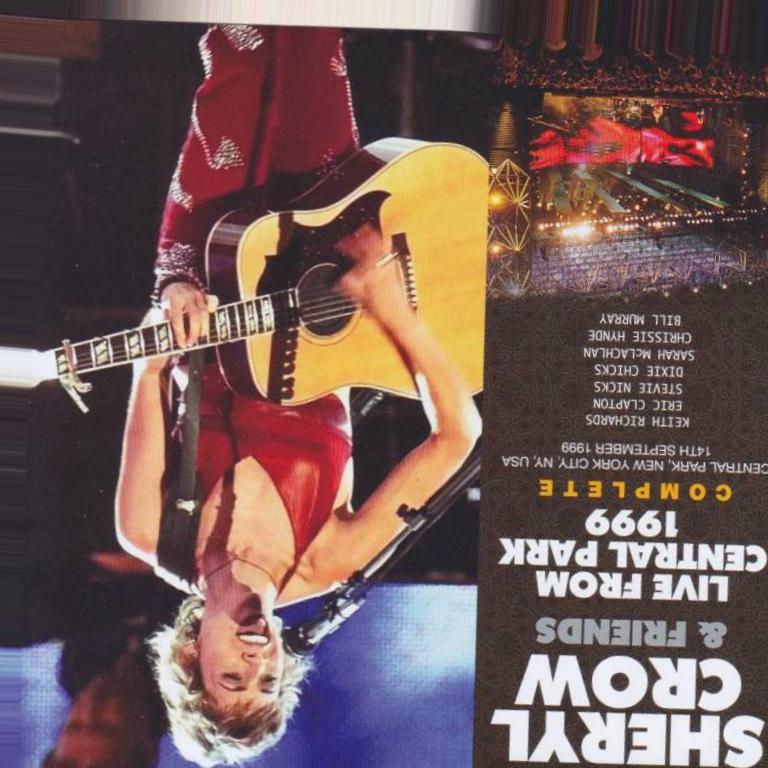 SHERYL
CROW
& FRIENDS
LIVE FROM
CENTRAL PARK
1999
COMPLETE
CENTRAL PARK, NEW YORK CITY, NY, USA
14TH SEPTEMBER 1999
KEITH RICHARDS
ERIC CLAPTON
STEVIE NICKS
DIXIE CHICKS
SARAH McLACHLAN
CHRISSIE HYNDE
BILL MURRAY